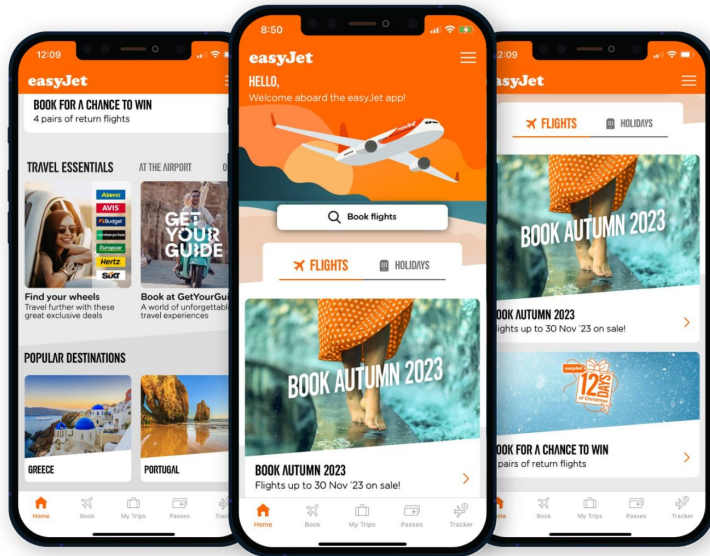 12:09
easyJet
BOOK FOR A CHANCE TO WIN
4 pairs of return flights
TRAVEL ESSENTIALS
AT THE AIRPORT
Alamo
AVIS
Budget
enterprise
Europcar
Hertz
SIXT
GET
YOUR
GUIDE
Find your wheels
Travel further with these
great exclusive deals
Book at GetYourGui
A world of unforgettabl
travel experiences
POPULAR DESTINATIONS
GREECE
PORTUGAL
Home
Book
My Trips
Passes
Track
8:50
easyJet
HELLO,
Welcome aboard the easyJet app!
easyJet
Book flights
FLIGHTS
HOLIDAYS
BOOK AUTUMN 2023
BOOK AUTUMN 2023
Flights up to 30 Nov '23 on sale!
Home
Book
My Trips
Passes
Tracker
2:09
asyJet
FLIGHTS
HOLIDAYS
BOOK AUTUMN 2023
OOK AUTUMN 2023
ights up to 30 Nov '23 on sale!
easyJet
12 DAYS
of Christmas
OOK FOR A CHANCE TO WIN
pairs of return flights
Home
Book
My Trips
Passes
Tracker